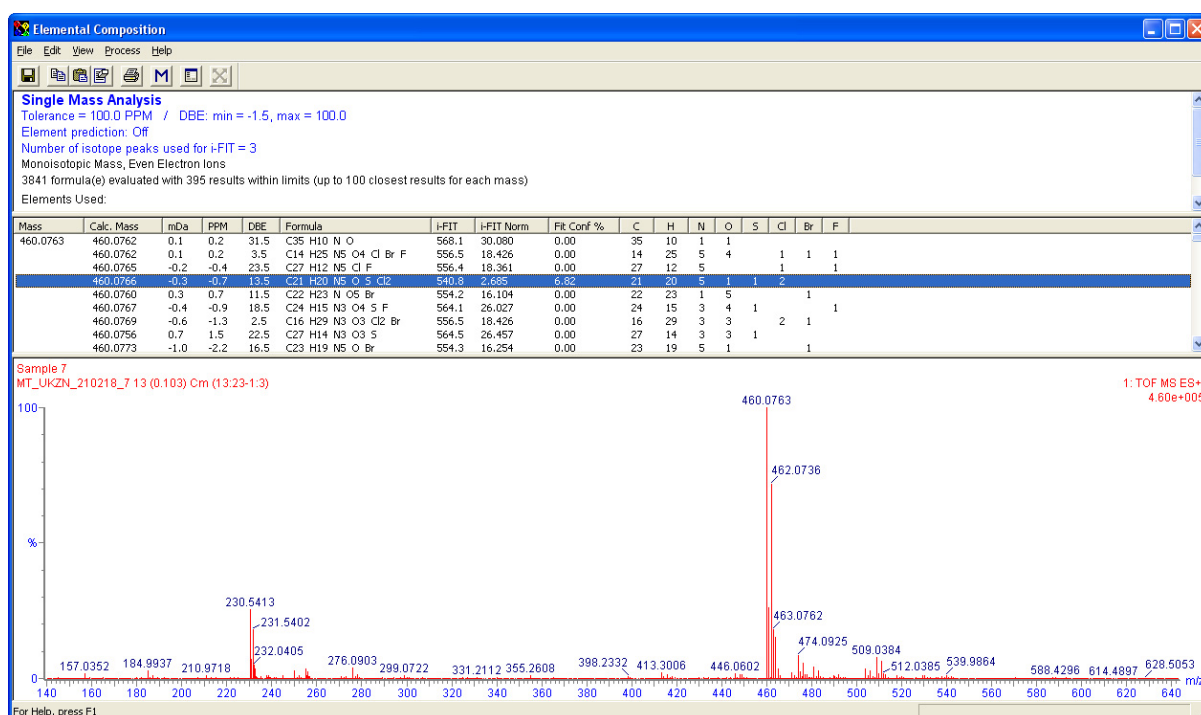 Elemental Composition
File Edit View Process Help
M
Single Mass Analysis
Tolerance = 100.0 PPM / DBE: min = -1.5, max = 100.0
Element prediction: Off
Number of isotope peaks used for i-FIT = 3
Monoisotopic Mass, Even Electron Ions
3841 formula(e) evaluated with 395 results within limits (up to 100 closest results for each mass)
Elements Used:
Mass Calc. Mass mDa PPM DBE Formula i-FIT i-FIT Norm Fit Conf % C H N O S Cl Br F
460.0763 460.0762 0.1 0.2 31.5 C35 H10 N O 568.1 30.080 0.00 35 10 1 1
460.0762 0.1 0.2 3.5 C14 H25 N5 O4 Cl Br F 556.5 18.426 0.00 14 25 5 4 1 1 1
460.0765 -0.2 -0.4 23.5 C27 H12 N5 Cl F 556.4 18.361 0.00 27 12 5 1 1
460.0766 -0.3 -0.7 13.5 C21 H20 N5 O S Cl2 540.8 2.685 6.82 21 20 5 1 1 2
460.0760 0.3 0.7 11.5 C22 H23 N O5 Br 554.2 16.104 0.00 22 23 1 5 1
460.0767 -0.4 -0.9 18.5 C24 H15 N3 O4 S F 564.1 26.027 0.00 24 15 3 4 1 1
460.0769 -0.6 -1.3 2.5 C16 H29 N3 O3 Cl2 Br 556.5 18.426 0.00 16 29 3 3 2 1
460.0756 0.7 1.5 22.5 C27 H14 N3 O3 S 564.5 26.457 0.00 27 14 3 3 1
460.0773 -1.0 -2.2 16.5 C23 H19 N5 O Br 554.3 16.254 0.00 23 19 5 1 1
Sample 7
MT_UKZN_210218_7 13 (0.103) Cm (13:23-1:3)
1: TOF MS ES+
4.60e+005
100
%
0
460.0763
462.0736
463.0762
230.5413
231.5402
232.0405
157.0352
184.9937
210.9718
276.0903
299.0722
331.2112
355.2608
398.2332
413.3006
446.0602
474.0925
509.0384
512.0385
539.9864
588.4296
614.4897
628.5053
140 160 180 200 220 240 260 280 300 320 340 360 380 400 420 440 460 480 500 520 540 560 580 600 620 640
m/z
For Help, press F1